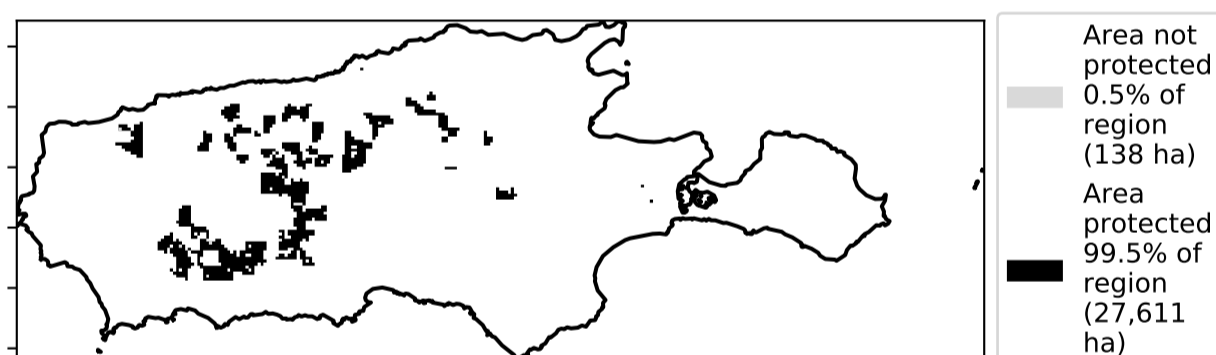 Area not
protected
0.5% of
region
(138 ha)
Area
protected
99.5% of
region
(27,611
ha)